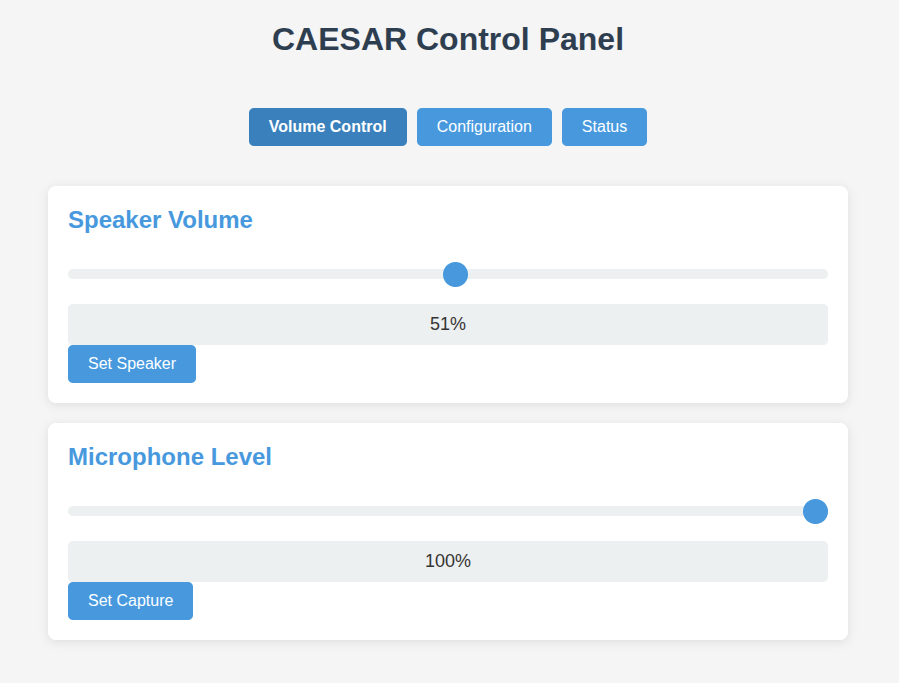 CAESAR Control Panel
Volume Control Configuration Status
Speaker Volume
51%
Set Speaker
Microphone Level
100%
Set Capture